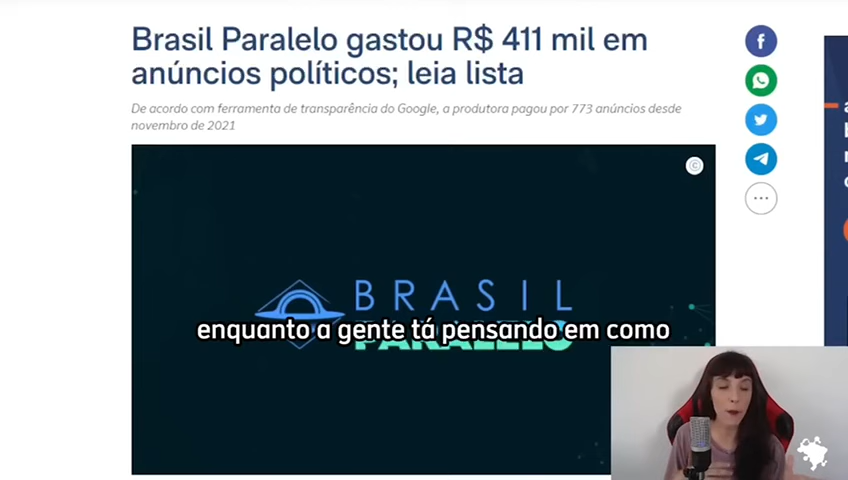 Brasil Paralelo gastou R$ 411 mil em
anúncios políticos; leia lista
De acordo com ferramenta de transparência do Google, a produtora pagou por 773 anúncios desde
novembro de 2021
BRASIL
PARALELO
enquanto a gente tá pensando em como